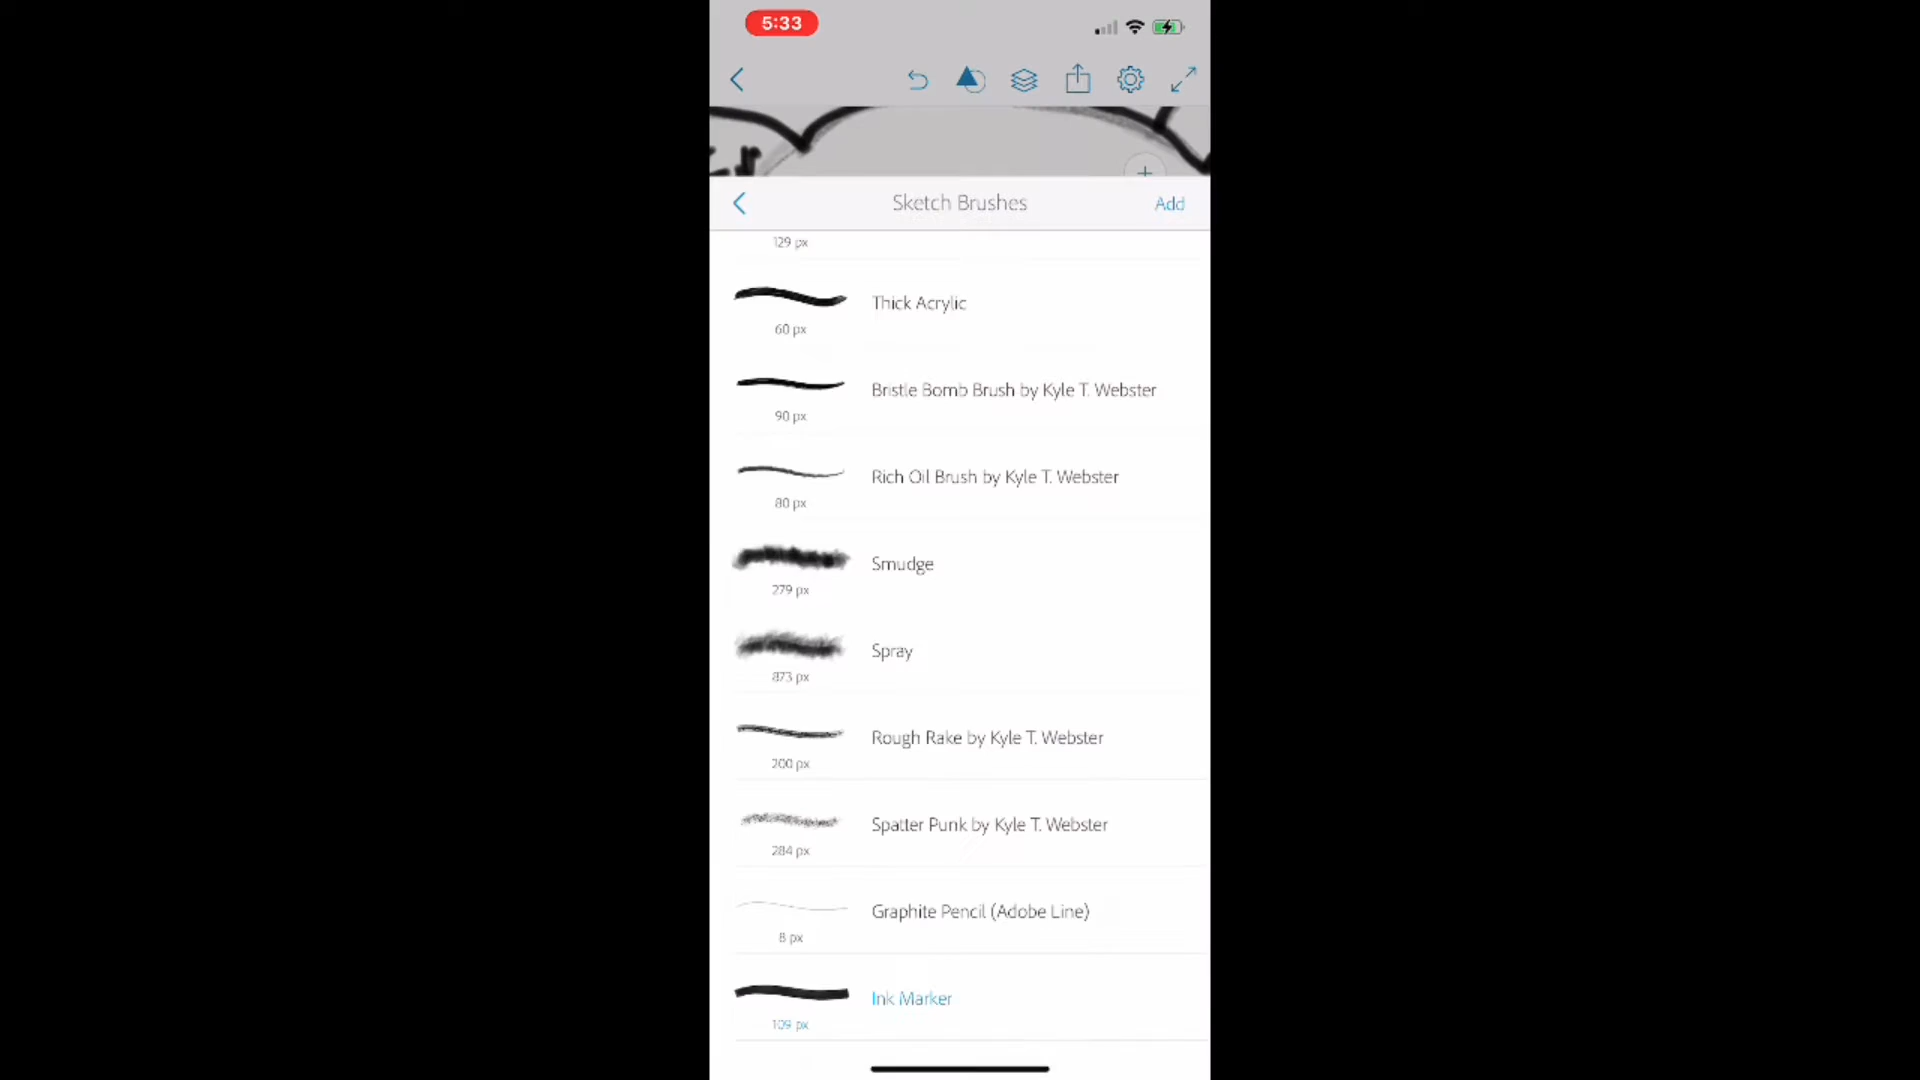 5:33
Sketch Brushes
Add
129 px
Thick Acrylic
60 px
Bristle Bomb Brush by Kyle T. Webster
90 px
Rich Oil Brush by Kyle T. Webster
80 px
Smudge
279 px
Spray
873 px
Rough Rake by Kyle T. Webster
200 px
Spatter Punk by Kyle T. Webster
284 px
Graphite Pencil (Adobe Line)
8 px
Ink Marker
109 px